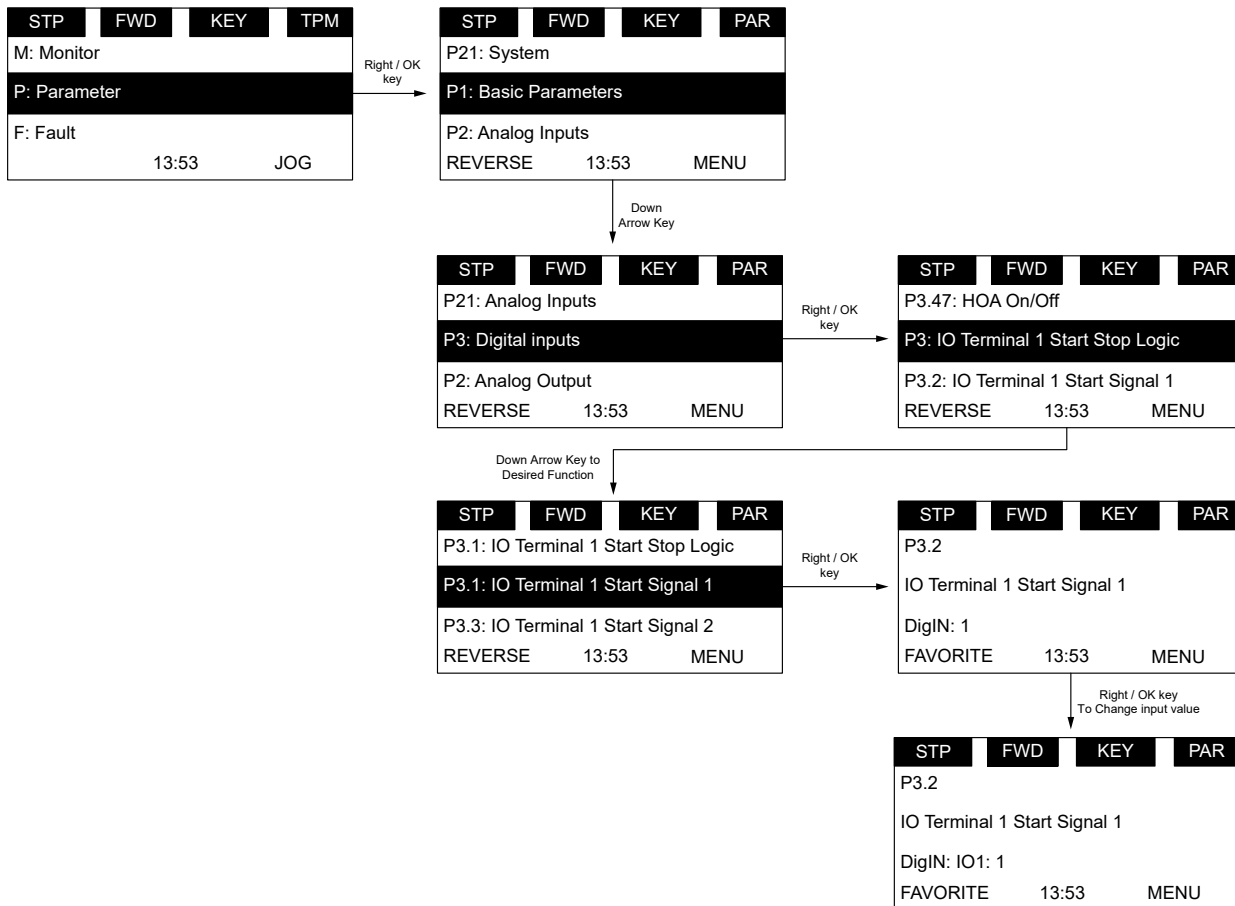 STP FWD KEY TPM
M: Monitor
P: Parameter
F: Fault
13:53 JOG
Right / OK
key
STP FWD KEY PAR
P21: System
P1: Basic Parameters
P2: Analog Inputs
REVERSE 13:53 MENU
Down
Arrow Key
STP FWD KEY PAR
P21: Analog Inputs
P3: Digital inputs
P2: Analog Output
REVERSE 13:53 MENU
Right / OK
key
STP FWD KEY PAR
P3.47: HOA On/Off
P3: IO Terminal 1 Start Stop Logic
P3.2: IO Terminal 1 Start Signal 1
REVERSE 13:53 MENU
Down Arrow Key to
Desired Function
STP FWD KEY PAR
P3.1: IO Terminal 1 Start Stop Logic
P3.1: IO Terminal 1 Start Signal 1
P3.3: IO Terminal 1 Start Signal 2
REVERSE 13:53 MENU
Right / OK
key
STP FWD KEY PAR
P3.2
IO Terminal 1 Start Signal 1
DigIN: 1
FAVORITE 13:53 MENU
Right / OK key
To Change input value
STP FWD KEY PAR
P3.2
IO Terminal 1 Start Signal 1
DigIN: IO1: 1
FAVORITE 13:53 MENU